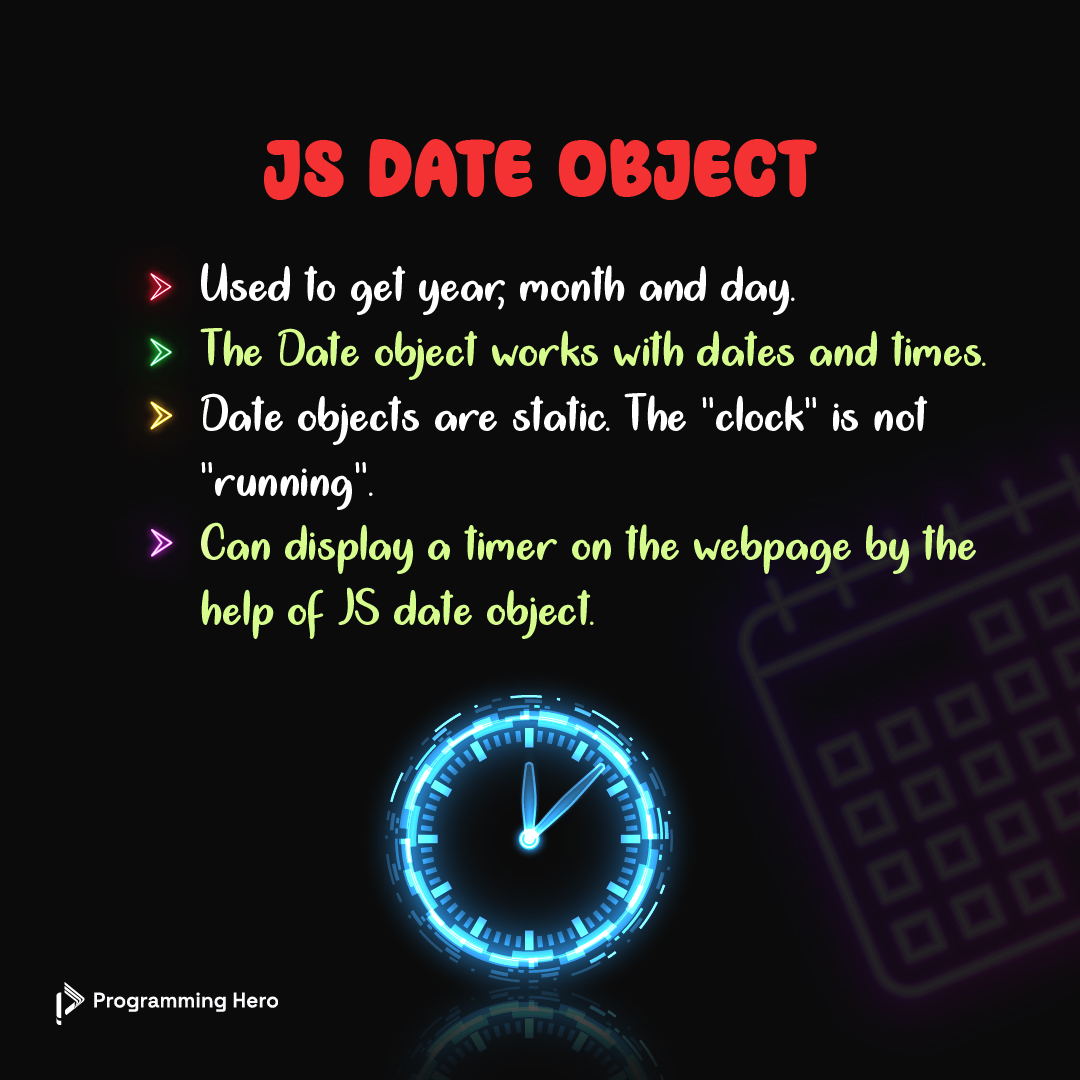 JS DATE OBJECT
Used to get year, month and day.
The Date object works with dates and times.
Date objects are static. The "clock" is not
"running".
Can display a timer on the webpage by the
help of JS date object.
Programming Hero